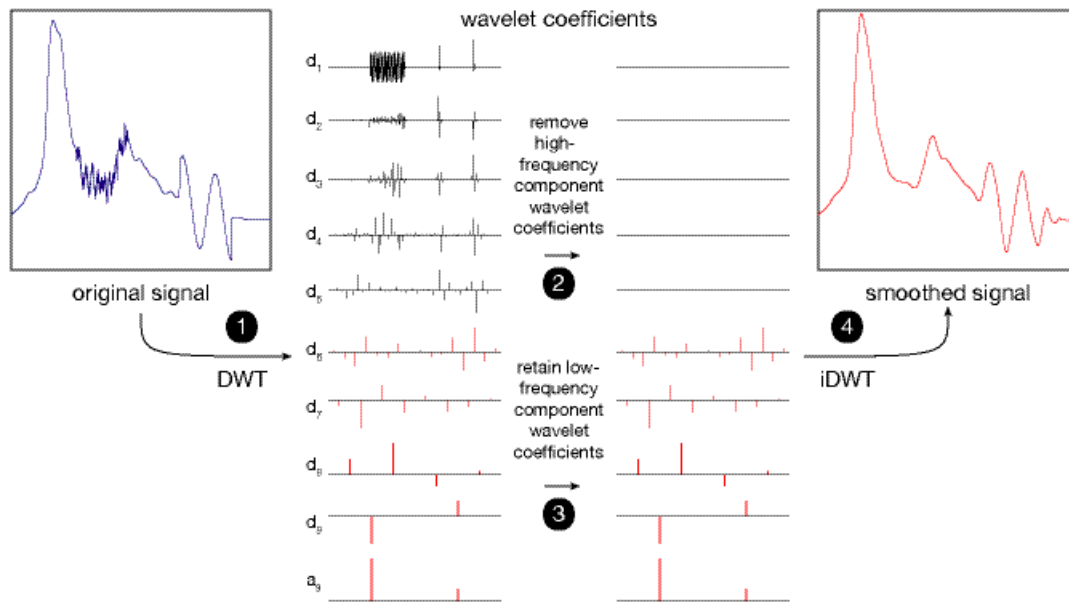 wavelet coefficients
d1
d2
d3
d4
d5
d6
d7
d8
d9
a9
original signal
1
DWT
remove
high-
frequency
component
wavelet
coefficients
2
retain low-
frequency
component
wavelet
coefficients
3
smoothed signal
4
iDWT